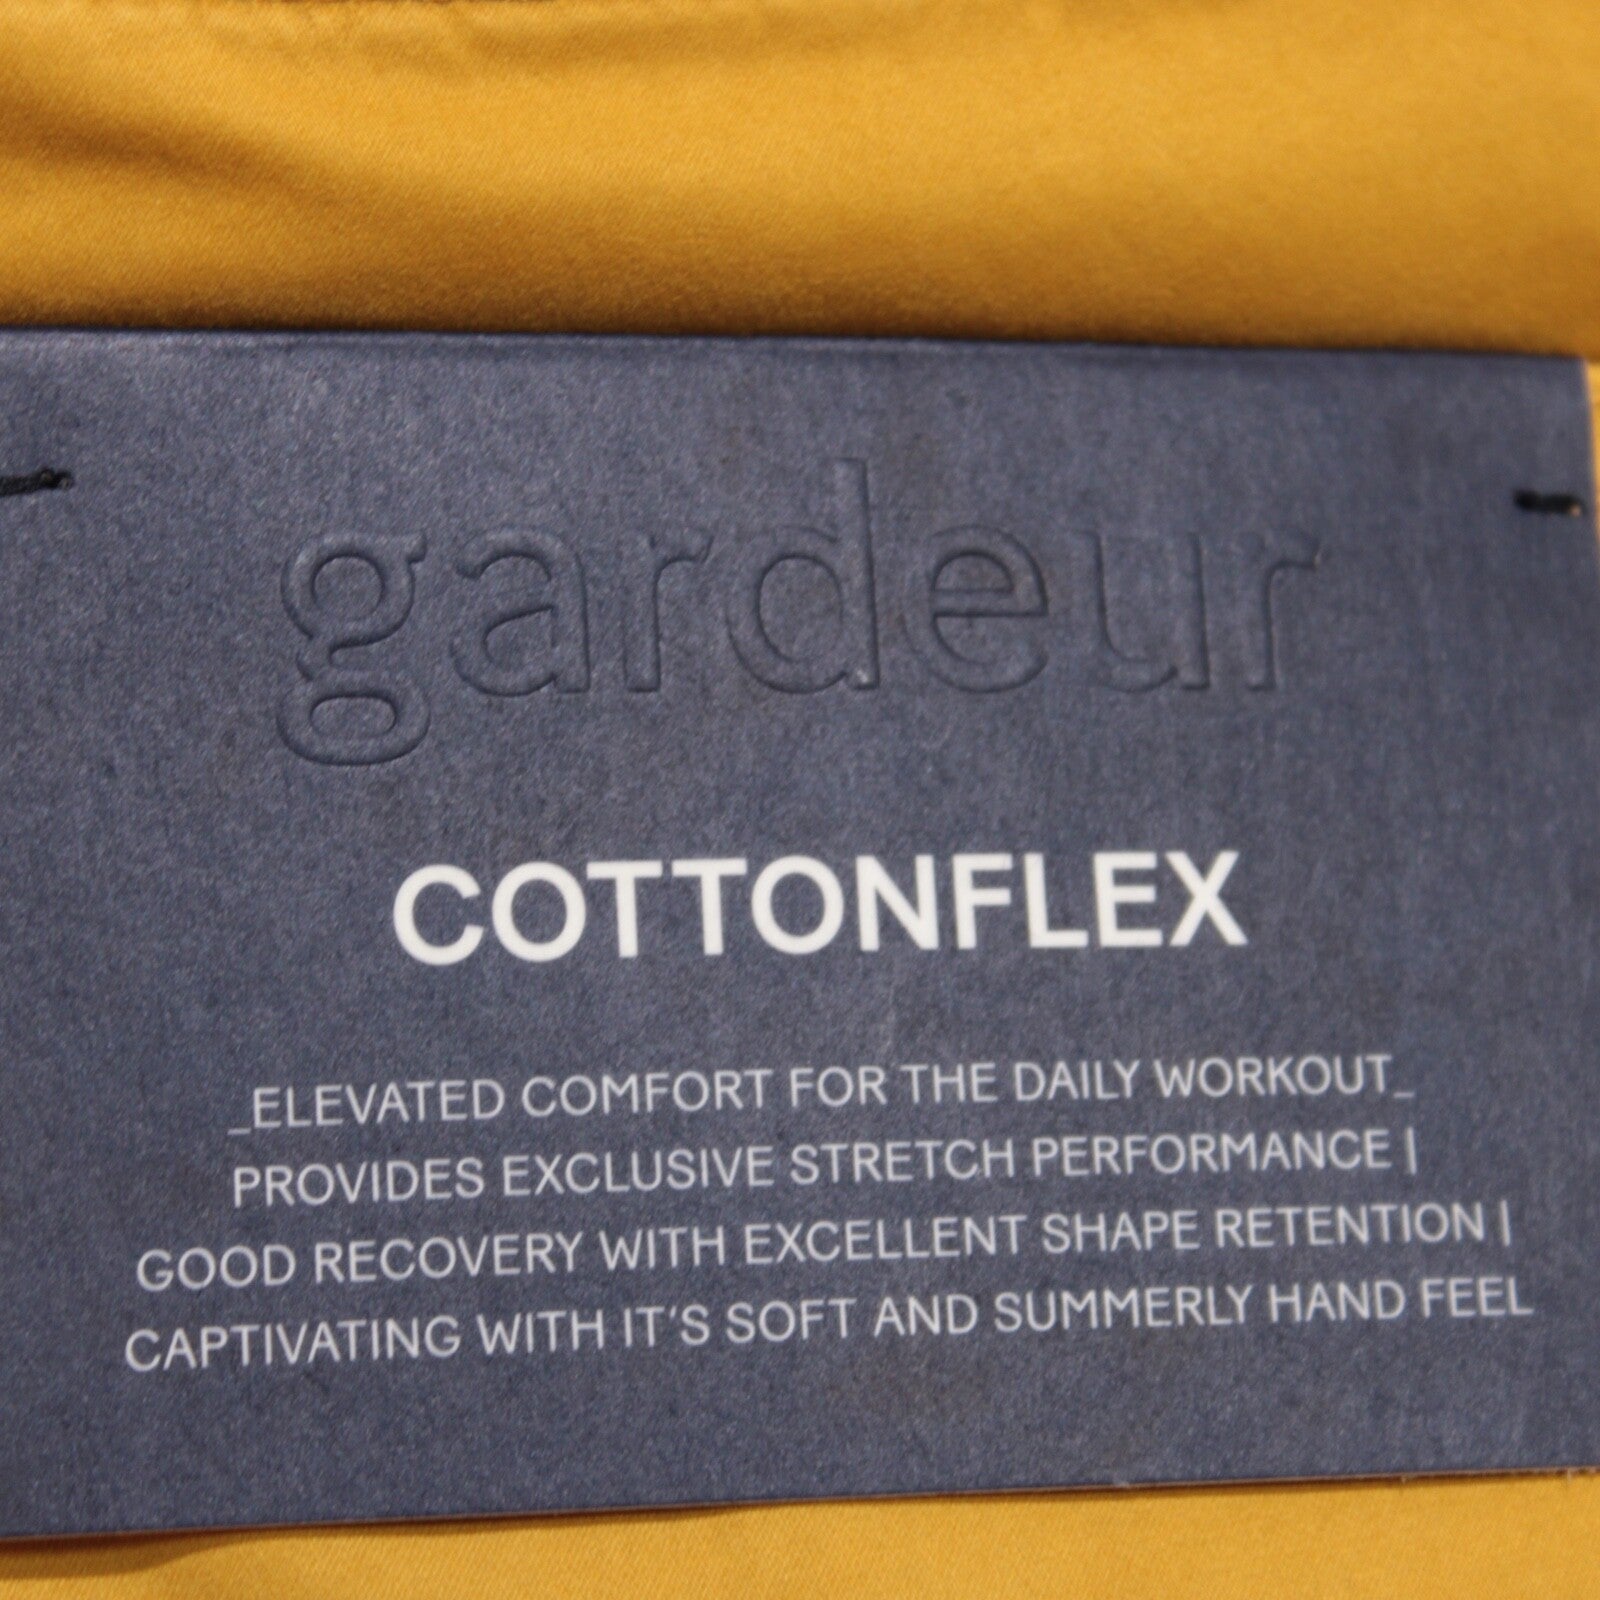 gardeur
COTTONFLEX
_ELEVATED COMFORT FOR THE DAILY WORKOUT_
PROVIDES EXCLUSIVE STRETCH PERFORMANCE |
GOOD RECOVERY WITH EXCELLENT SHAPE RETENTION |
CAPTIVATING WITH IT'S SOFT AND SUMMERLY HAND FEEL